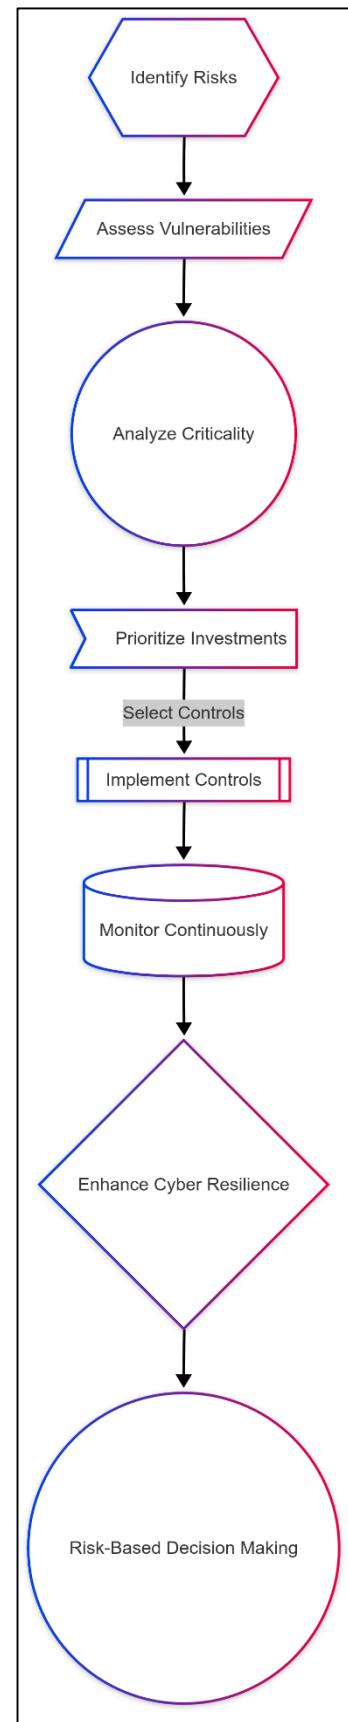 Identify Risks
Assess Vulnerabilities
Analyze Criticality
Prioritize Investments
Select Controls
Implement Controls
Monitor Continuously
Enhance Cyber Resilience
Risk-Based Decision Making